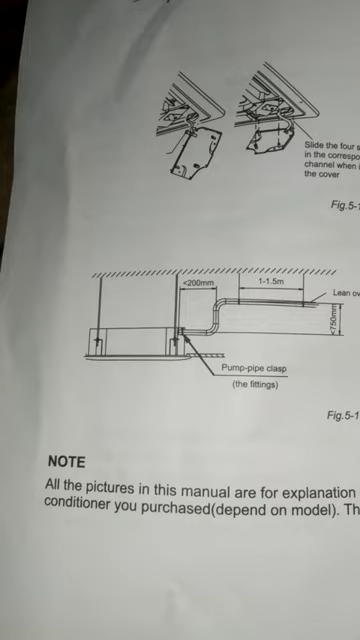 Slide the four s
in the correspo
channel when i
the cover
Fig.5-1
<200mm
1-1.5m
Lean ov
<750mm
Pump-pipe clasp
(the fittings)
Fig.5-1
NOTE
All the pictures in this manual are for explanation
conditioner you purchased(depend on model). Th